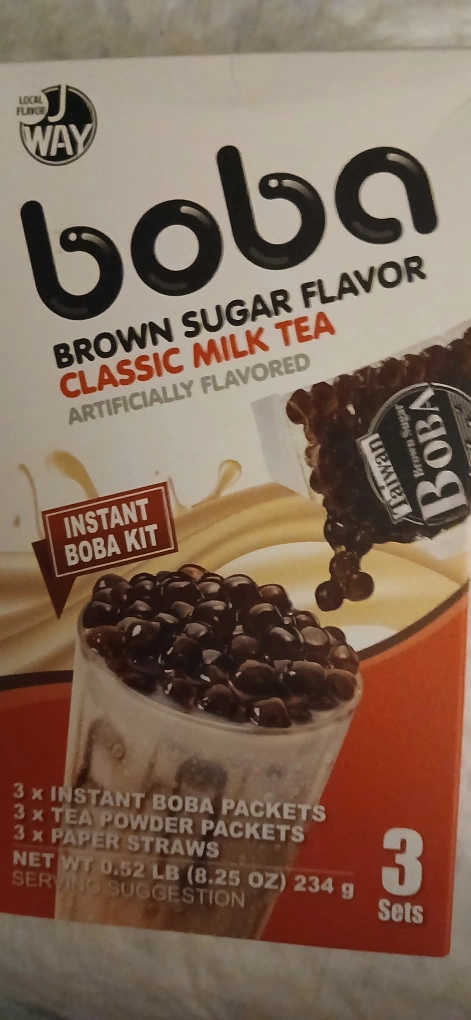 LOCAL
FLAVOR
J
WAY
boba
BROWN SUGAR FLAVOR
CLASSIC MILK TEA
ARTIFICIALLY FLAVORED
Taiwan
Brown Sugar
BOBA
INSTANT
BOBA KIT
3 x INSTANT BOBA PACKETS
3 x TEA POWDER PACKETS
3 x PAPER STRAWS
NET WT 0.52 LB (8.25 OZ) 234 g
SERVING SUGGESTION
3
Sets